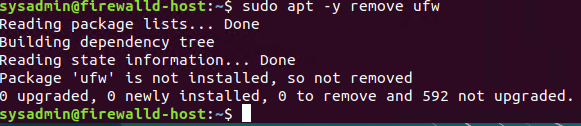 sysadmin@firewalld-host:~$ sudo apt -y remove ufw
Reading package lists... Done
Building dependency tree
Reading state information... Done
Package 'ufw' is not installed, so not removed
0 upgraded, 0 newly installed, 0 to remove and 592 not upgraded.
sysadmin@firewalld-host:~$